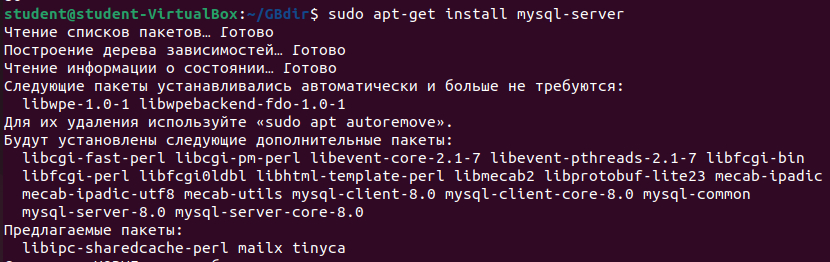 student@student-VirtualBox:~/GBdir$ sudo apt-get install mysql-server
Чтение списков пакетов… Готово
Построение дерева зависимостей… Готово
Чтение информации о состоянии… Готово
Следующие пакеты устанавливались автоматически и больше не требуются:
  libwpe-1.0-1 libwpebackend-fdo-1.0-1
Для их удаления используйте «sudo apt autoremove».
Будут установлены следующие дополнительные пакеты:
  libcgi-fast-perl libcgi-pm-perl libevent-core-2.1-7 libevent-pthreads-2.1-7 libfcgi-bin
  libfcgi-perl libfcgi0ldbl libhtml-template-perl libmecab2 libprotobuf-lite23 mecab-ipadic
  mecab-ipadic-utf8 mecab-utils mysql-client-8.0 mysql-client-core-8.0 mysql-common
  mysql-server-8.0 mysql-server-core-8.0
Предлагаемые пакеты:
  libipc-sharedcache-perl mailx tinyca